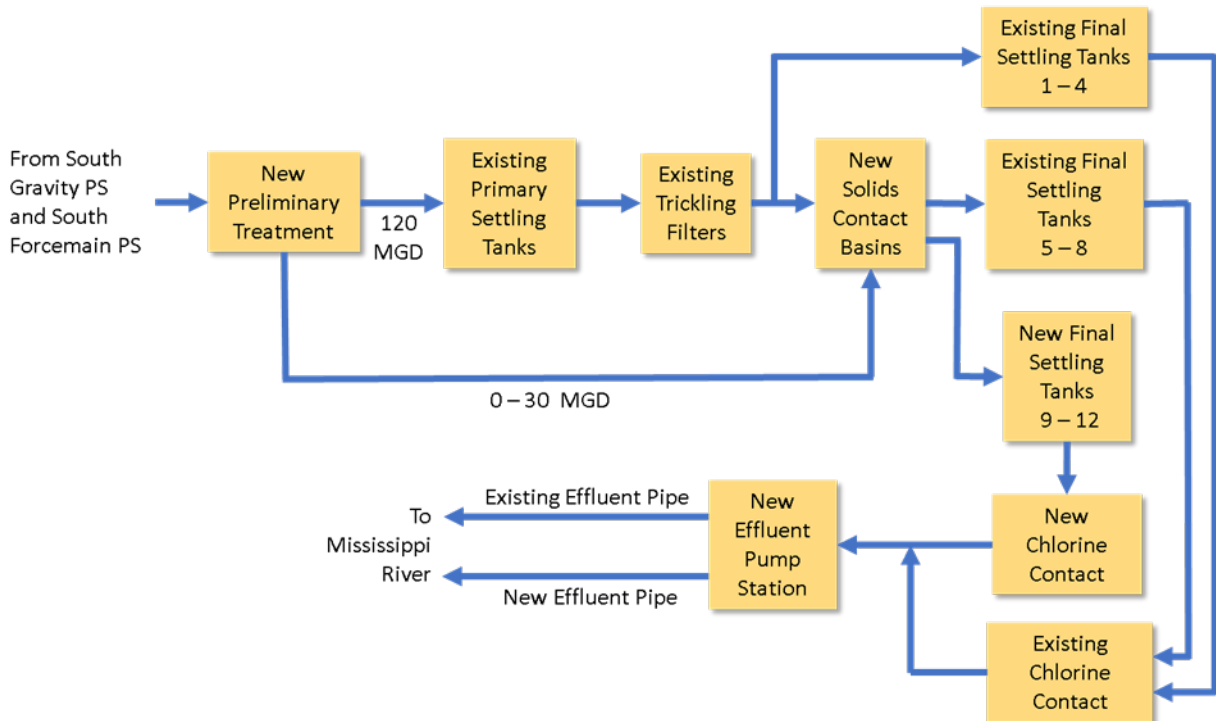 Existing Final
Settling Tanks
1 – 4
From South
Gravity PS
and South
Forcemain PS
New
Preliminary
Treatment
120
MGD
Existing
Primary
Settling
Tanks
Existing
Trickling
Filters
New
Solids
Contact
Basins
Existing Final
Settling
Tanks
5 – 8
0 – 30 MGD
New Final
Settling
Tanks
9 – 12
Existing Effluent Pipe
To
Mississippi
River
New Effluent Pipe
New
Effluent
Pump
Station
New
Chlorine
Contact
Existing
Chlorine
Contact